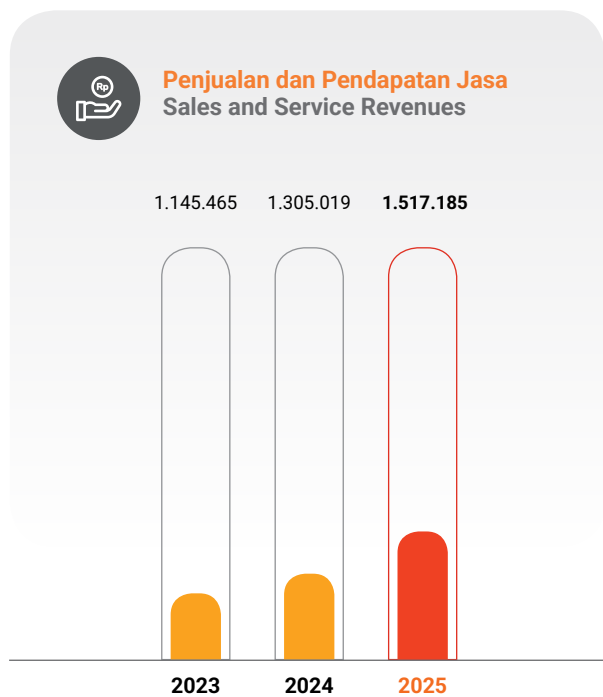 Rp
Penjualan dan Pendapatan Jasa
Sales and Service Revenues
1.145.465 1.305.019 1.517.185
2023 2024 2025